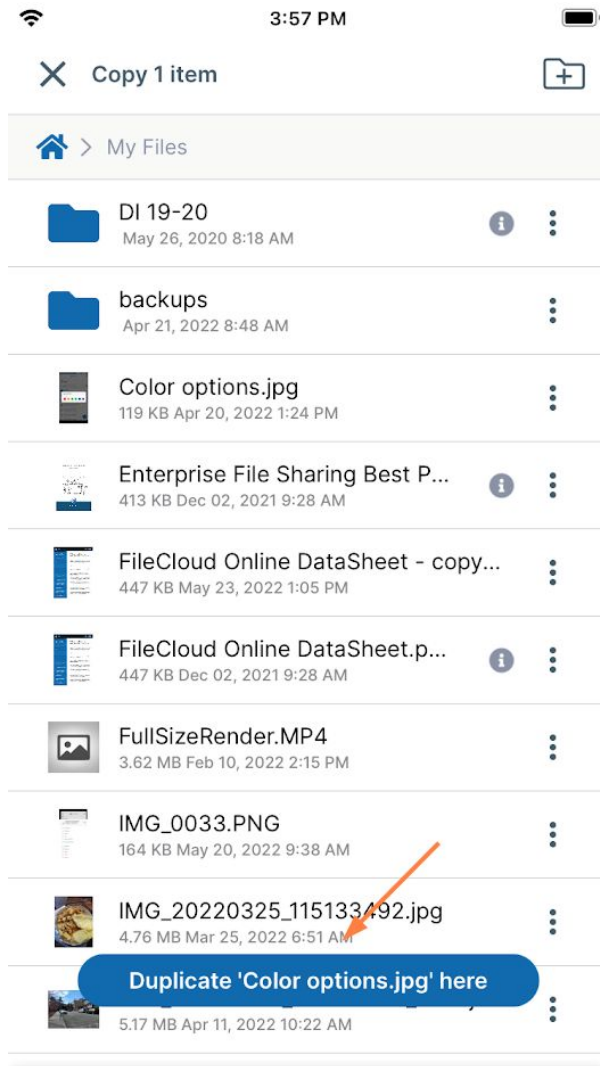 3:57 PM
Copy 1 item
My Files
DI 19-20
May 26, 2020 8:18 AM
backups
Apr 21, 2022 8:48 AM
Color options.jpg
119 KB Apr 20, 2022 1:24 PM
Enterprise File Sharing Best P...
413 KB Dec 02, 2021 9:28 AM
FileCloud Online DataSheet - copy...
447 KB May 23, 2022 1:05 PM
FileCloud Online DataSheet.p...
447 KB Dec 02, 2021 9:28 AM
FullSizeRender.MP4
3.62 MB Feb 10, 2022 2:15 PM
IMG_0033.PNG
164 KB May 20, 2022 9:38 AM
IMG_20220325_115133492.jpg
4.76 MB Mar 25, 2022 6:51 AM
Duplicate 'Color options.jpg' here
5.17 MB Apr 11, 2022 10:22 AM